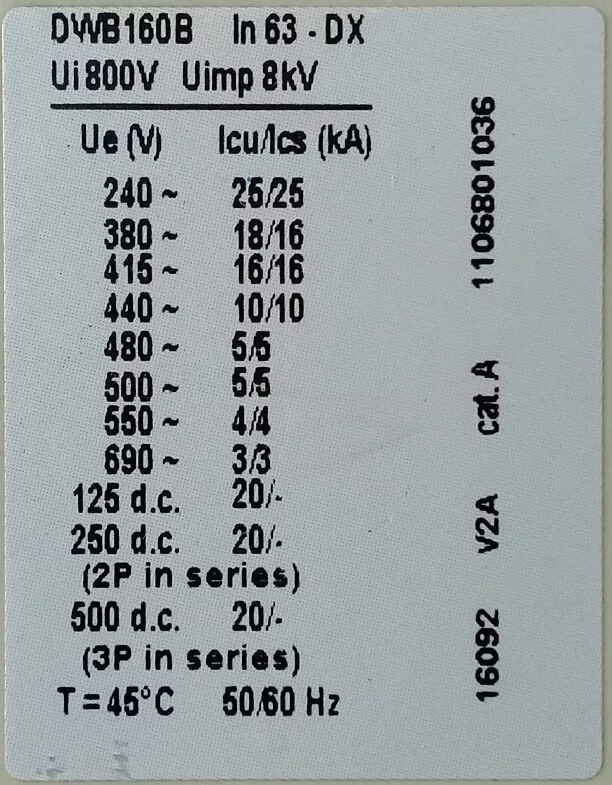 DWB160B In 63 - DX
Ui 800V Uimp 8kV
Ue (V) Icu/Ics (kA)
240 ~ 25/25
380 ~ 18/16
415 ~ 16/16
440 ~ 10/10
480 ~ 5/5
500 ~ 5/5
550 ~ 4/4
690 ~ 3/3
125 d.c. 20/-
250 d.c. 20/-
(2P in series)
500 d.c. 20/-
(3P in series)
T = 45°C 50/60 Hz
16092 V2A cat. A 1106801036